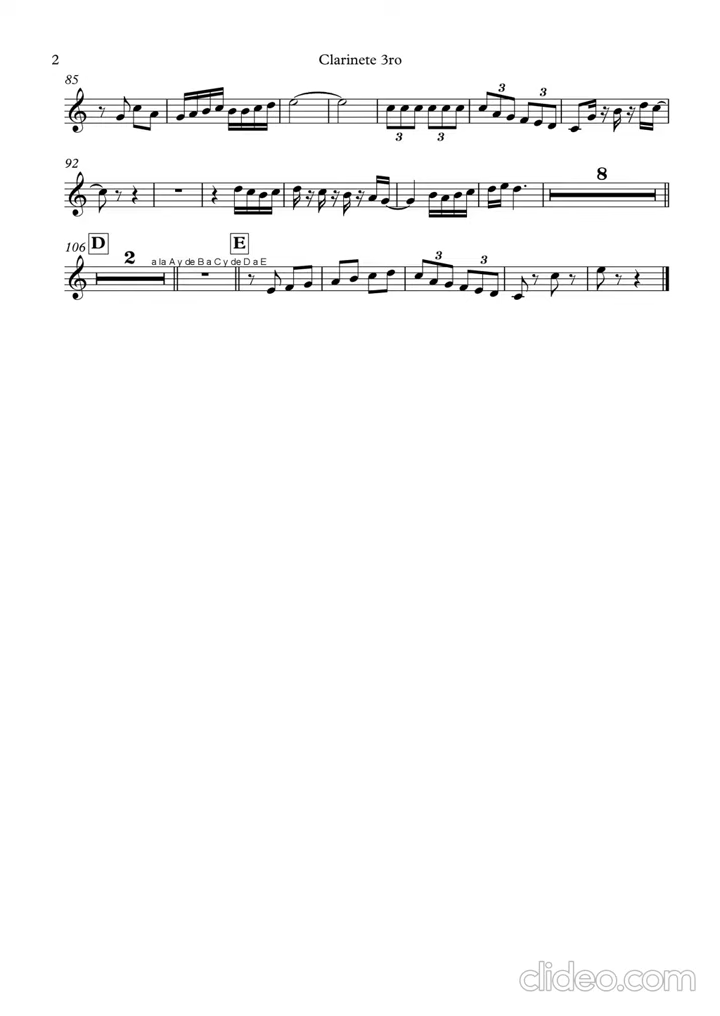 2
Clarinete 3ro
85
3 3 3 3
92
8
106 D 2 a la A y de B a C y de D a E E
3 3
clideo.com